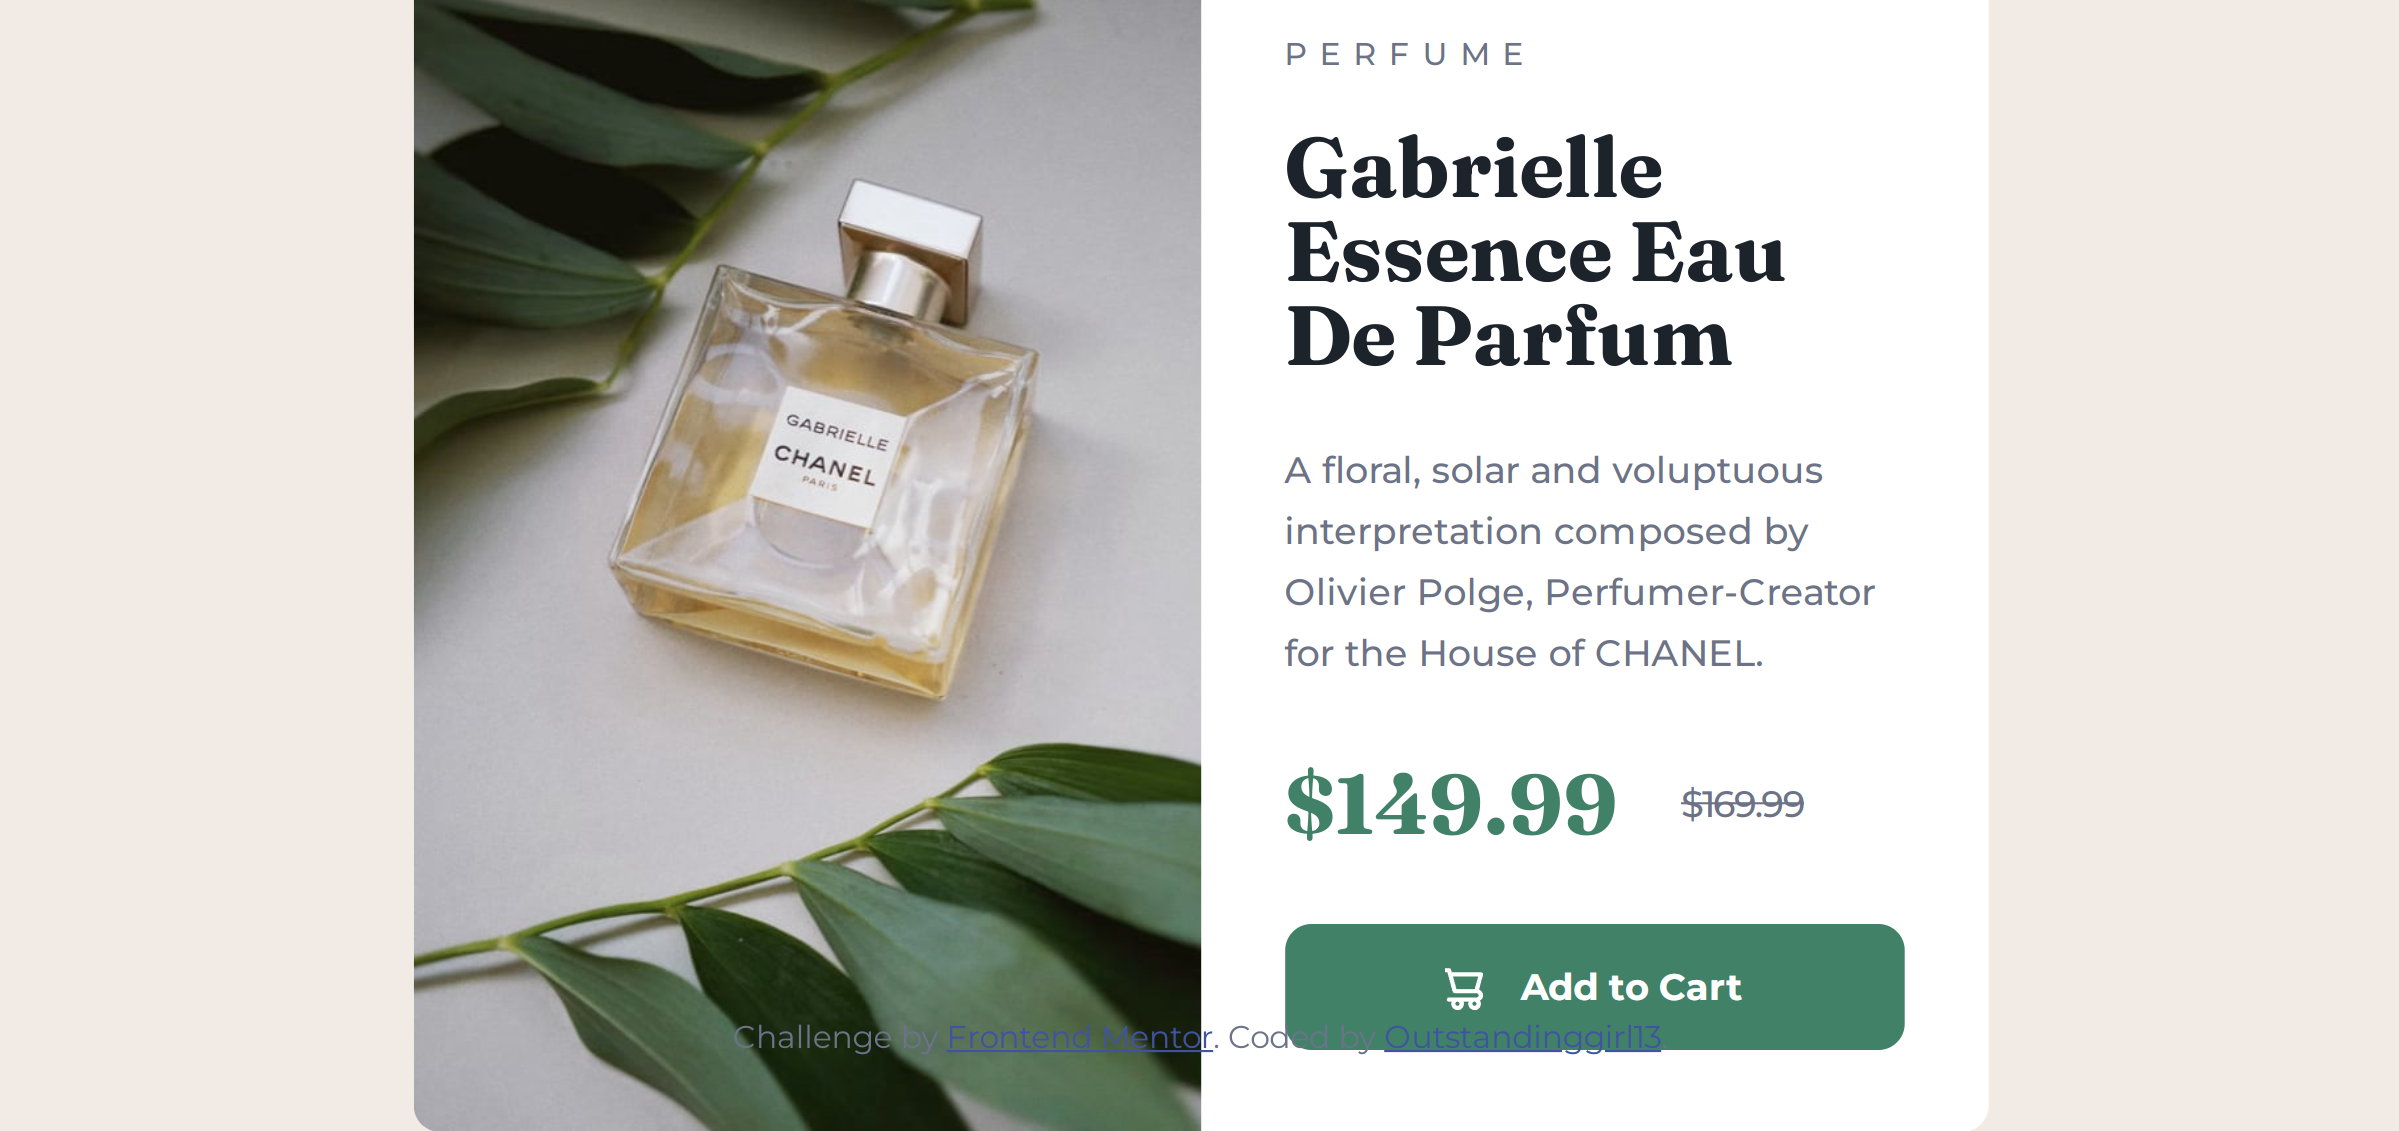 GABRIELLE
CHANEL
PARIS
PERFUME
Gabrielle
Essence Eau
De Parfum
A floral, solar and voluptuous
interpretation composed by
Olivier Polge, Perfumer-Creator
for the House of CHANEL.
$149.99 $169.99
Add to Cart
Challenge by Frontend Mentor. Coded by Outstandinggirl13.